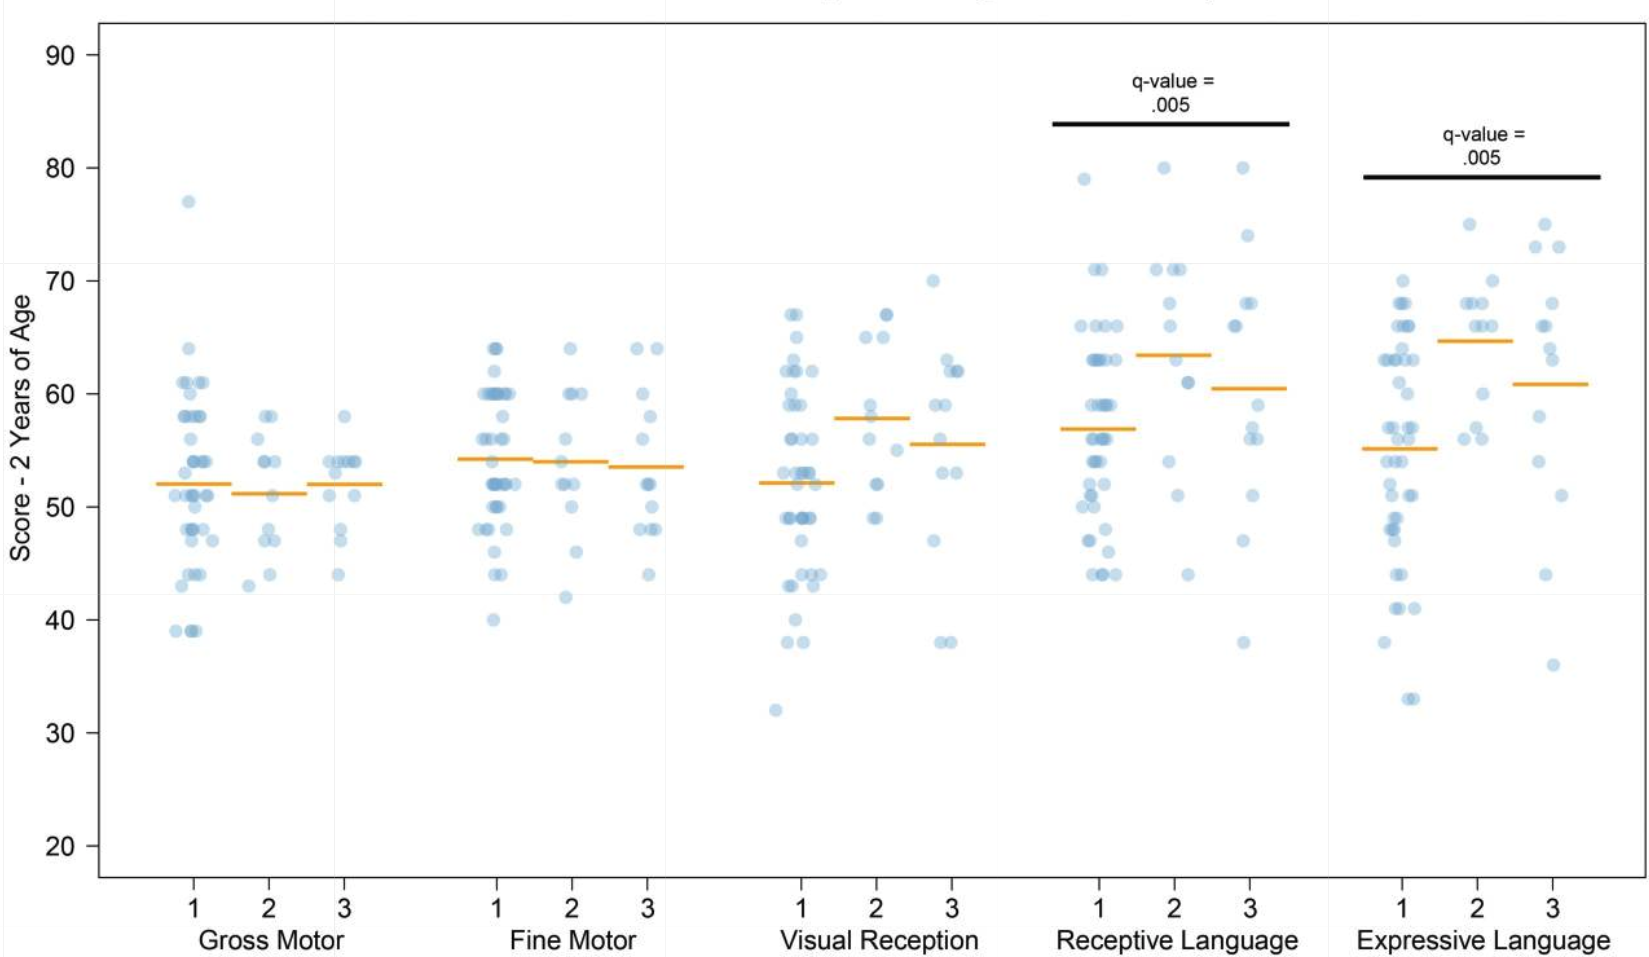 90
80
70
60
50
40
30
20
Score - 2 Years of Age
q-value =
.005
q-value =
.005
1 2 3 1 2 3 1 2 3 1 2 3 1 2 3
Gross Motor Fine Motor Visual Reception Receptive Language Expressive Language